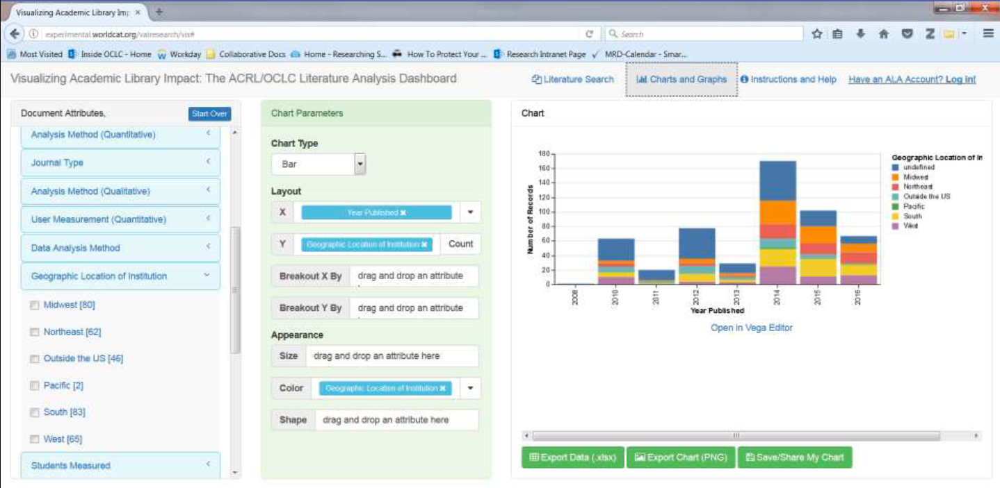 Visualizing Academic Library Im
experimental.worldcat.org/valresearch/vis#
Search
Most Visited Inside OCLC - Home Workday Collaborative Docs Home - Researching S... How To Protect Your ... Research Intranet Page MRD-Calendar - Smar...
Visualizing Academic Library Impact: The ACRL/OCLC Literature Analysis Dashboard
Literature Search Charts and Graphs Instructions and Help Have an ALA Account? Log in!
Document Attributes,
Start Over
Analysis Method (Quantitative)
Journal Type
Analysis Method (Qualitative)
User Measurement (Quantitative)
Data Analysis Method
Geographic Location of Institution
Midwest [80]
Northeast [62]
Outside the US [46]
Pacific [2]
South [83]
West [65]
Students Measured
Chart Parameters
Chart Type
Bar
Layout
X Year Published ✖
Y Geographic Location of Institution ✖ Count
Breakout X By drag and drop an attribute
Breakout Y By drag and drop an attribute
Appearance
Size drag and drop an attribute here
Color Geographic Location of Institution ✖
Shape drag and drop an attribute here
Chart
Number of Records
180
160
140
120
100
80
60
40
20
0
2008 2010 2011 2012 2013 2014 2015 2016
Year Published
Geographic Location of In
undefined
Midwest
Northeast
Outside the US
Pacific
South
West
Open in Vega Editor
Export Data (.xlsx) Export Chart (PNG) Save/Share My Chart